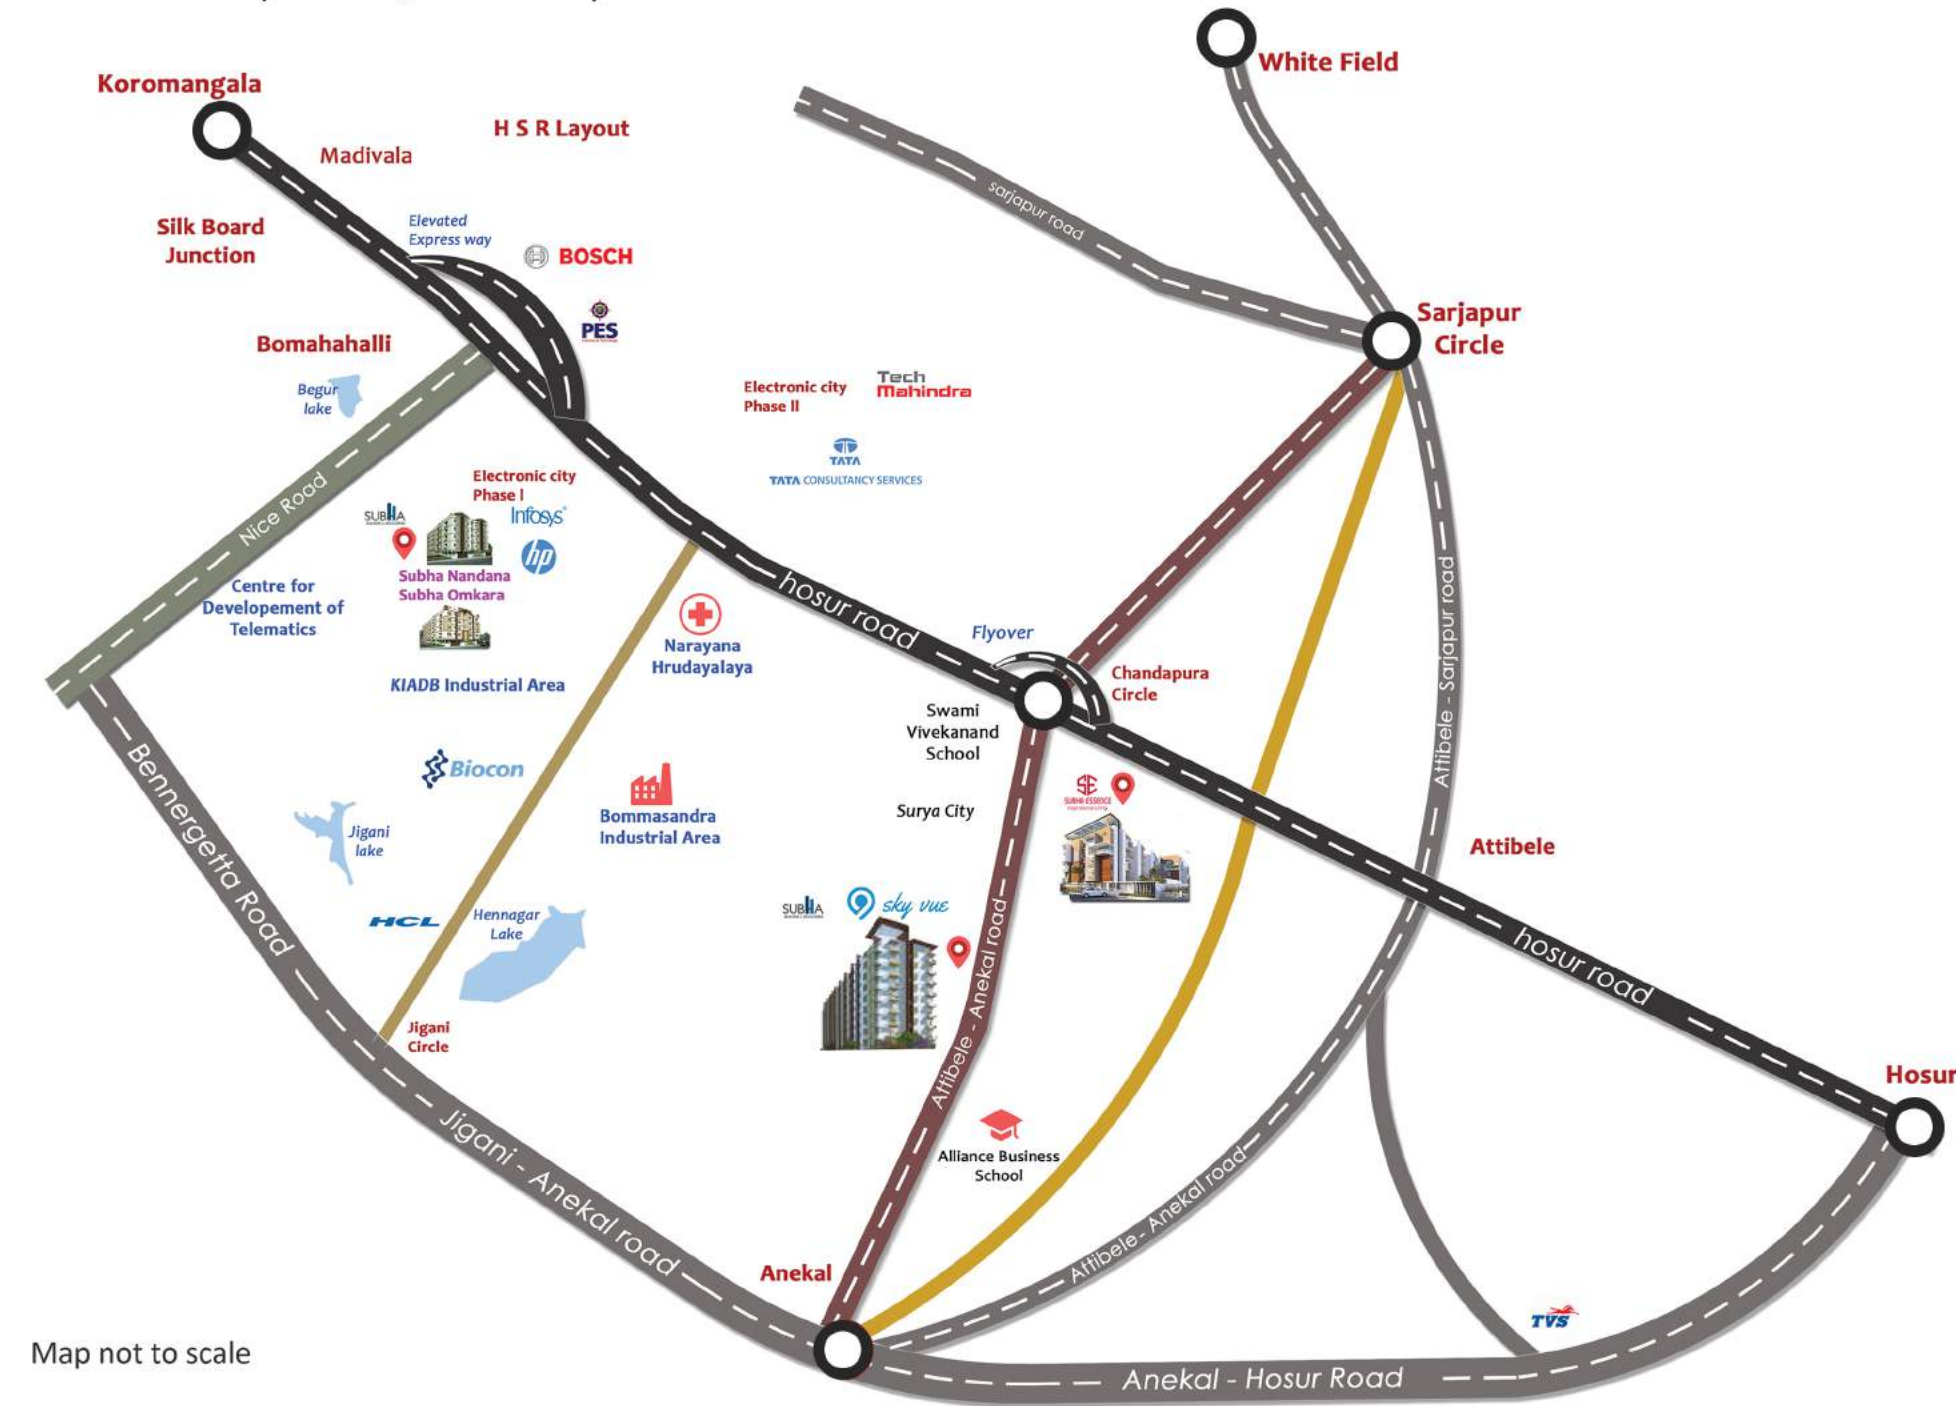 White Field
Koromangala
H S R Layout
Madivala
sarjapur road
Silk Board
Junction
Elevated
Express way
BOSCH
PES
Sarjapur
Circle
Bomahahalli
Begur
lake
Electronic city
Phase II
Tech
Mahindra
TATA
TATA CONSULTANCY SERVICES
Electronic city
Phase I
Nice Road
SUBHA
Infosys
hp
Subha Nandana
Subha Omkara
Centre for
Developement of
Telematics
hosur road
Narayana
Hrudayalaya
Flyover
Chandapura
Circle
Attibele - Sarjapur road
KIADB Industrial Area
Swami
Vivekanand
School
Biocon
Bennergetta Road
SE
SUBHA ESSENCE
Surya City
Bommasandra
Industrial Area
Jigani
lake
Attibele
SUBHA
sky vue
HCL
Hennagar
Lake
Attibele - Anekal road
hosur road
Jigani
Circle
Hosur
Jigani - Anekal road
Alliance Business
School
Attibele- Anekal road
Anekal
TVS
Map not to scale
Anekal - Hosur Road